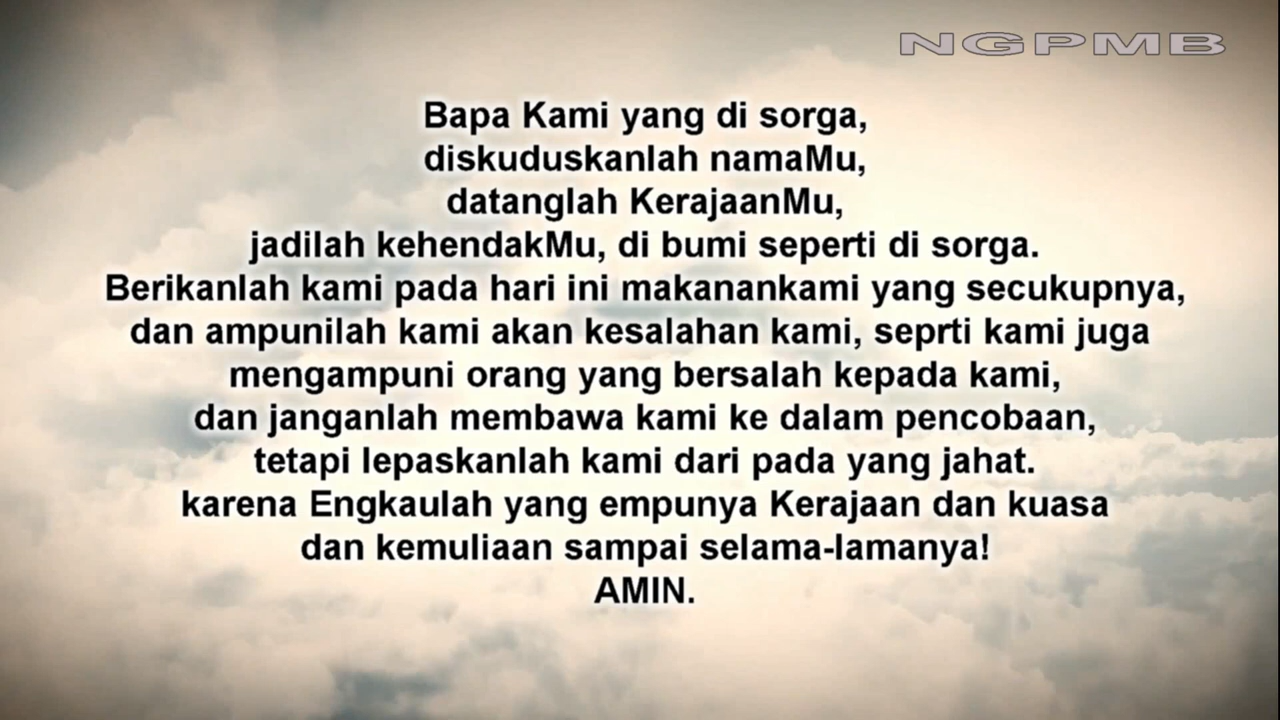 NGPMB
Bapa Kami yang di sorga,
diskuduskanlah namaMu,
datanglah KerajaanMu,
jadilah kehendakMu, di bumi seperti di sorga.
Berikanlah kami pada hari ini makanankami yang secukupnya,
dan ampunilah kami akan kesalahan kami, seprti kami juga
mengampuni orang yang bersalah kepada kami,
dan janganlah membawa kami ke dalam pencobaan,
tetapi lepaskanlah kami dari pada yang jahat.
karena Engkaulah yang empunya Kerajaan dan kuasa
dan kemuliaan sampai selama-lamanya!
AMIN.